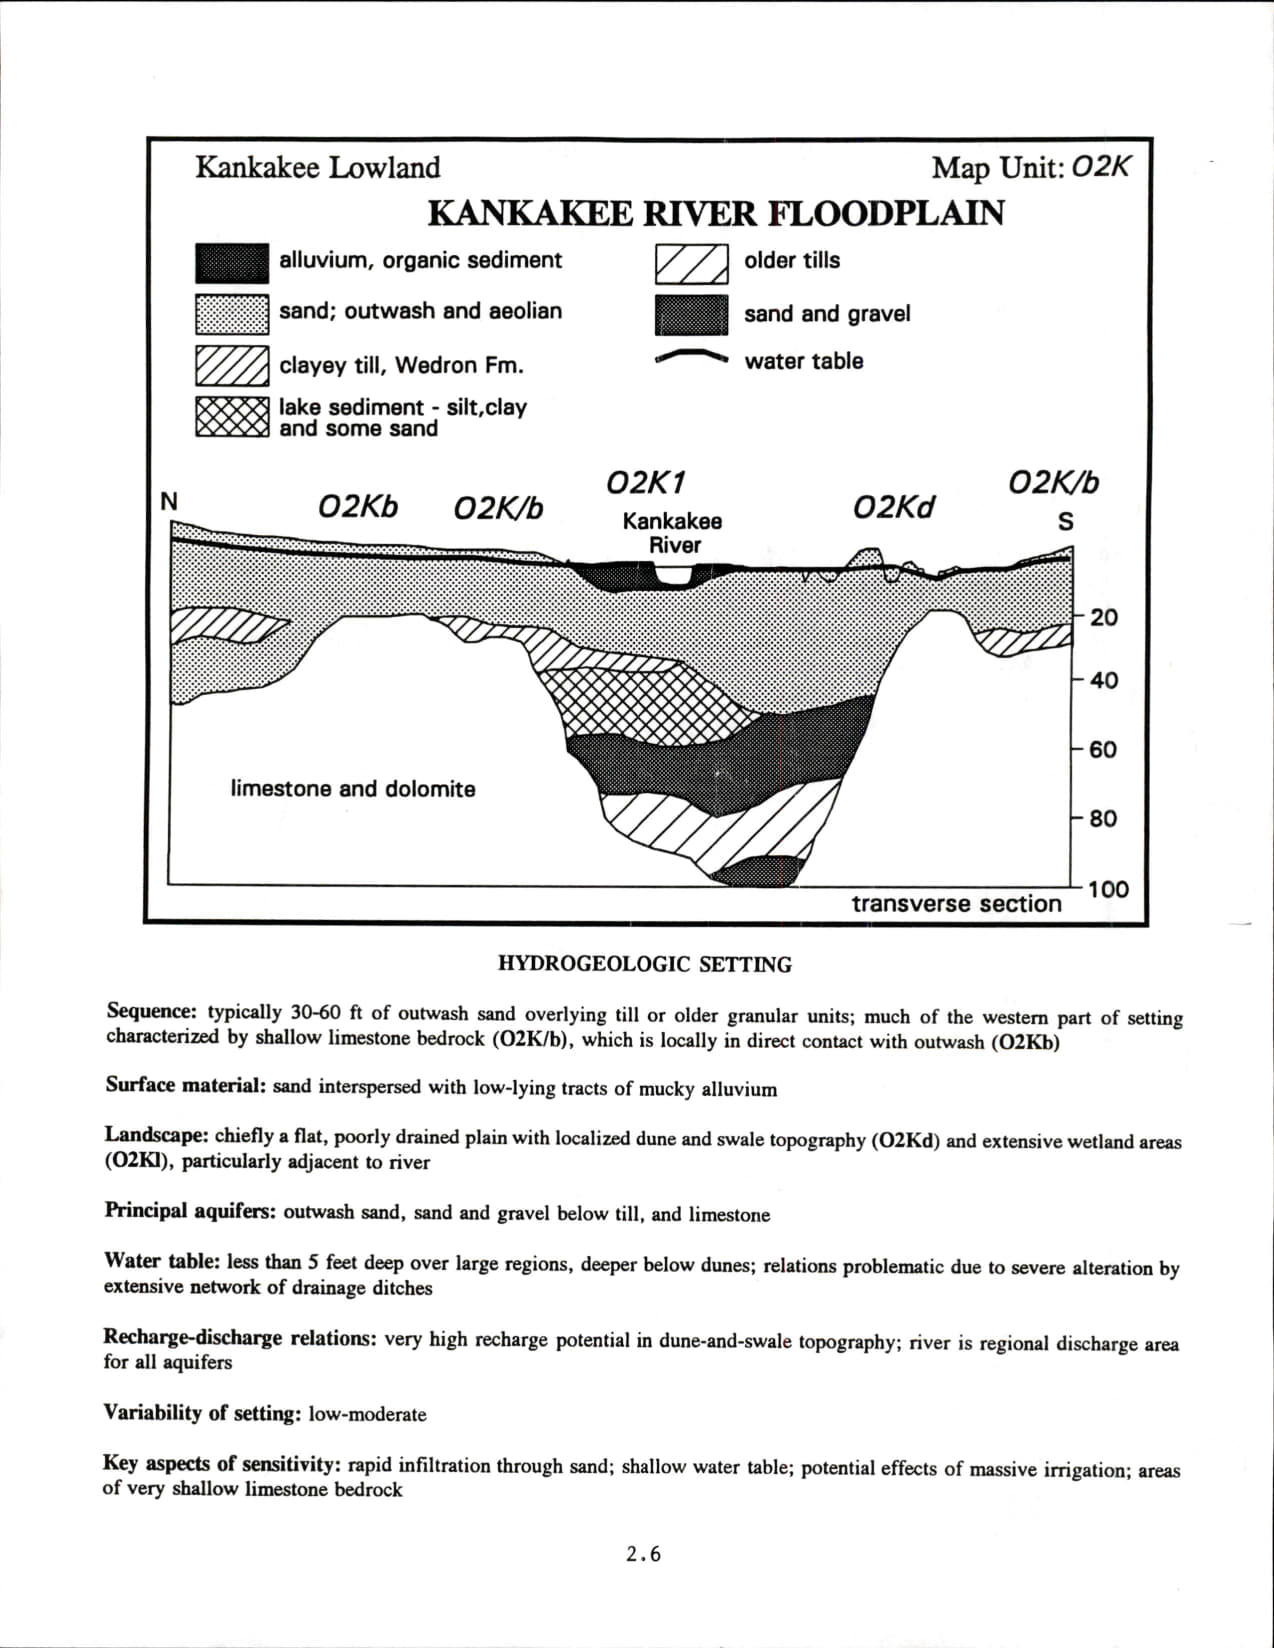 Kankakee Lowland
Map Unit: O2K
KANKAKEE RIVER FLOODPLAIN
alluvium, organic sediment
older tills
sand; outwash and aeolian
sand and gravel
clayey till, Wedron Fm.
water table
lake sediment - silt,clay
and some sand
N
O2Kb
O2K/b
O2K1
Kankakee
River
O2Kd
O2K/b
S
20
40
60
80
100
limestone and dolomite
transverse section
HYDROGEOLOGIC SETTING
Sequence: typically 30-60 ft of outwash sand overlying till or older granular units; much of the western part of setting
characterized by shallow limestone bedrock (O2K/b), which is locally in direct contact with outwash (O2Kb)
Surface material: sand interspersed with low-lying tracts of mucky alluvium
Landscape: chiefly a flat, poorly drained plain with localized dune and swale topography (O2Kd) and extensive wetland areas
(O2Kl), particularly adjacent to river
Principal aquifers: outwash sand, sand and gravel below till, and limestone
Water table: less than 5 feet deep over large regions, deeper below dunes; relations problematic due to severe alteration by
extensive network of drainage ditches
Recharge-discharge relations: very high recharge potential in dune-and-swale topography; river is regional discharge area
for all aquifers
Variability of setting: low-moderate
Key aspects of sensitivity: rapid infiltration through sand; shallow water table; potential effects of massive irrigation; areas
of very shallow limestone bedrock
2.6